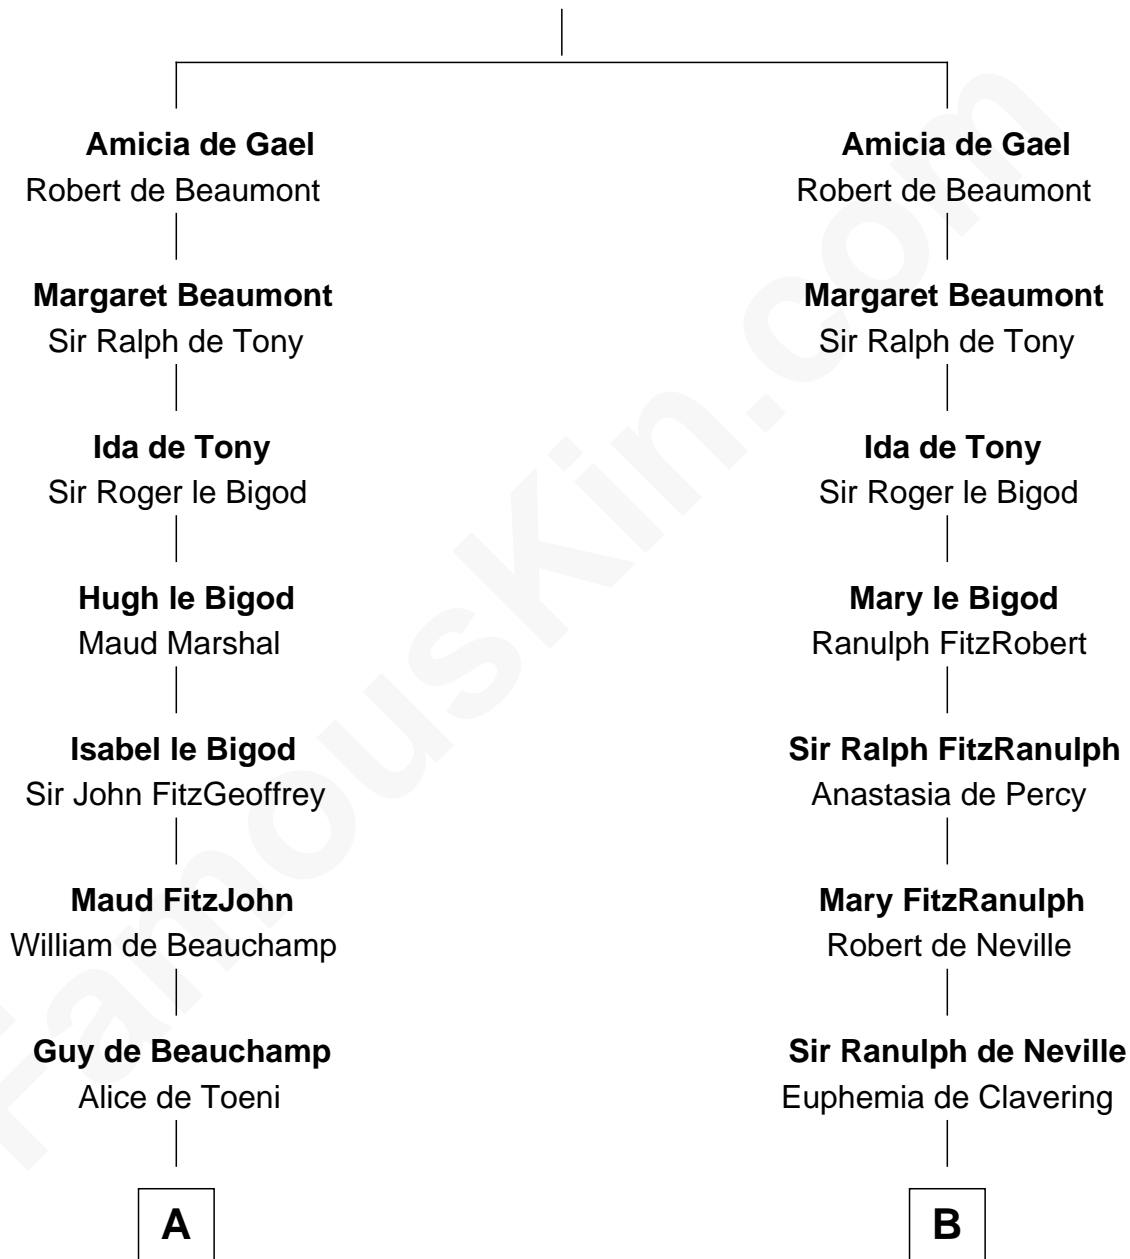 Amicia de Gael
Robert de Beaumont
Margaret Beaumont
Sir Ralph de Tony
Ida de Tony
Sir Roger le Bigod
Hugh le Bigod
Maud Marshal
Isabel le Bigod
Sir John FitzGeoffrey
Maud FitzJohn
William de Beauchamp
Guy de Beauchamp
Alice de Toeni
A
Amicia de Gael
Robert de Beaumont
Margaret Beaumont
Sir Ralph de Tony
Ida de Tony
Sir Roger le Bigod
Mary le Bigod
Ranulph FitzRobert
Sir Ralph FitzRanulph
Anastasia de Percy
Mary FitzRanulph
Robert de Neville
Sir Ranulph de Neville
Euphemia de Clavering
B
FamousKin.com